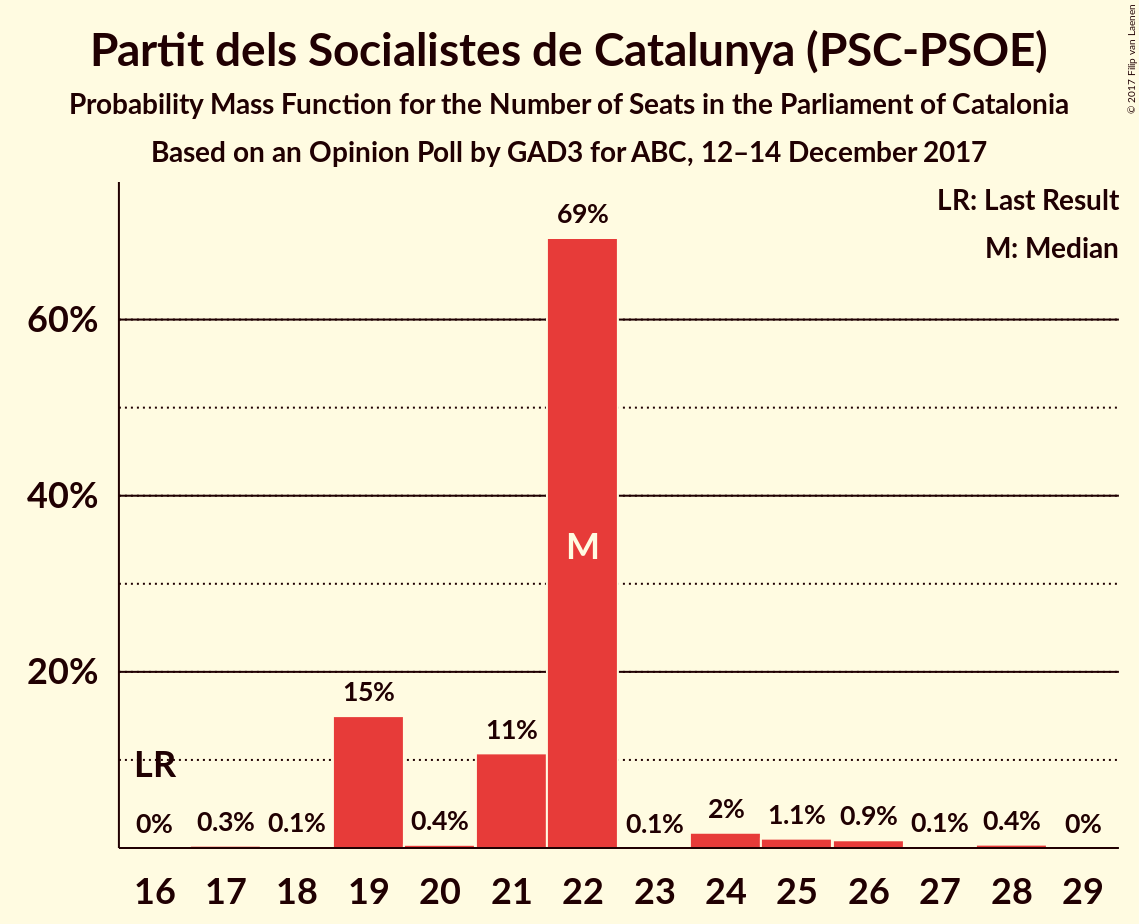 Partit dels Socialistes de Catalunya (PSC-PSOE)
Probability Mass Function for the Number of Seats in the Parliament of Catalonia
Based on an Opinion Poll by GAD3 for ABC, 12–14 December 2017
© 2017 Filip van Laenen
LR: Last Result
M: Median
69%
60%
40%
M
20%
15%
11%
LR
0% 0.3% 0.1% 0.4% 0.1% 2% 1.1% 0.9% 0.1% 0.4% 0%
16 17 18 19 20 21 22 23 24 25 26 27 28 29